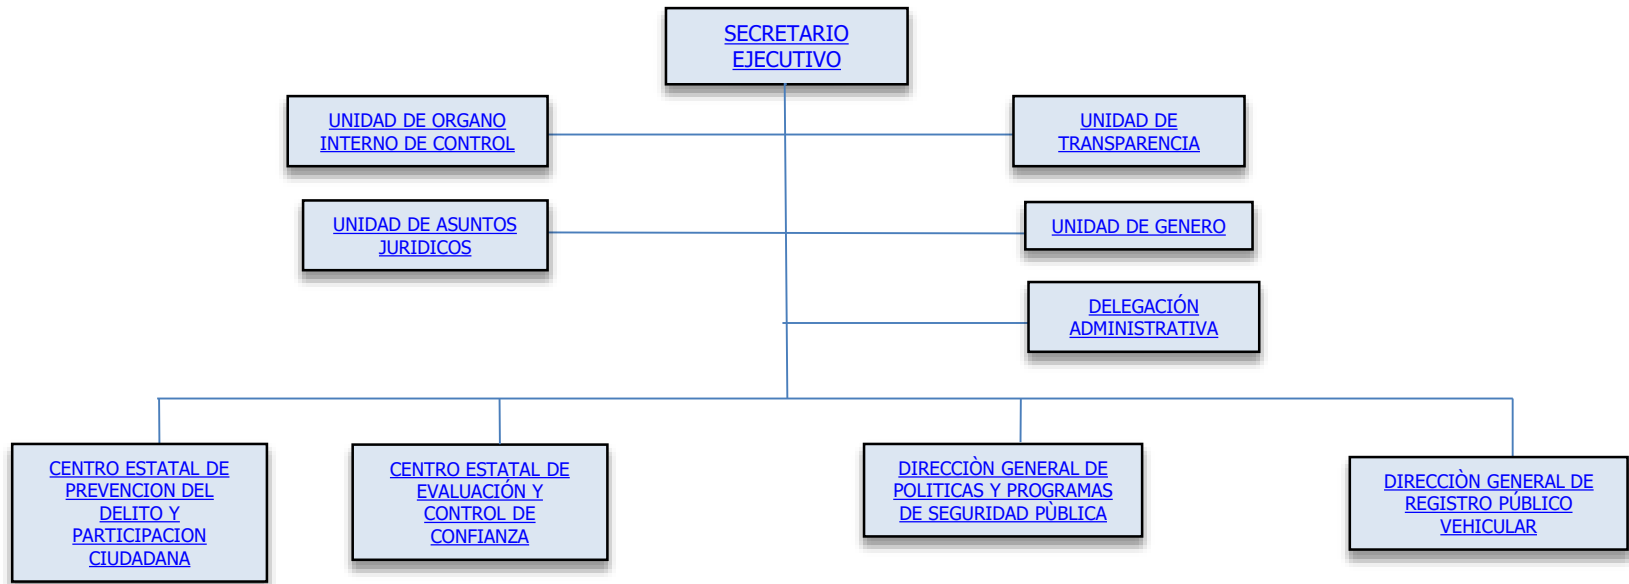 SECRETARIO
EJECUTIVO
UNIDAD DE ORGANO
INTERNO DE CONTROL
UNIDAD DE
TRANSPARENCIA
UNIDAD DE ASUNTOS
JURIDICOS
UNIDAD DE GENERO
DELEGACIÓN
ADMINISTRATIVA
CENTRO ESTATAL DE
PREVENCION DEL
DELITO Y
PARTICIPACION
CIUDADANA
CENTRO ESTATAL DE
EVALUACIÓN Y
CONTROL DE
CONFIANZA
DIRECCIÒN GENERAL DE
POLITICAS Y PROGRAMAS
DE SEGURIDAD PÙBLICA
DIRECCIÒN GENERAL DE
REGISTRO PÚBLICO
VEHICULAR